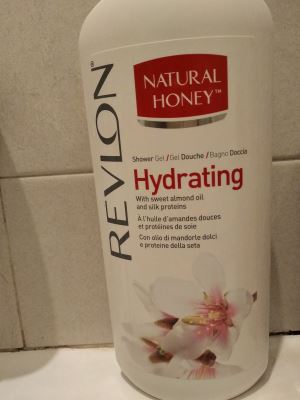 REVLON®
NATURAL
HONEY™
Shower Gel / Gel Douche / Bagno Doccia
Hydrating
With sweet almond oil
and silk proteins
A l'huile d'amandes douces
et protéines de soie
Con olio di mandorle dolci
e proteine della seta